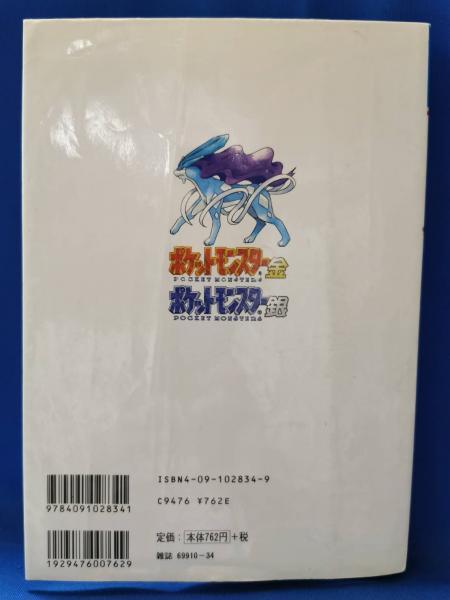 ポケットモンスター金
POCKET MONSTERS
ポケットモンスター銀
POCKET MONSTERS
ISBN4-09-102834-9
C9476 ¥762E
9784091028341
定価：本体762円+税
雑誌 69910-34
1929476007629